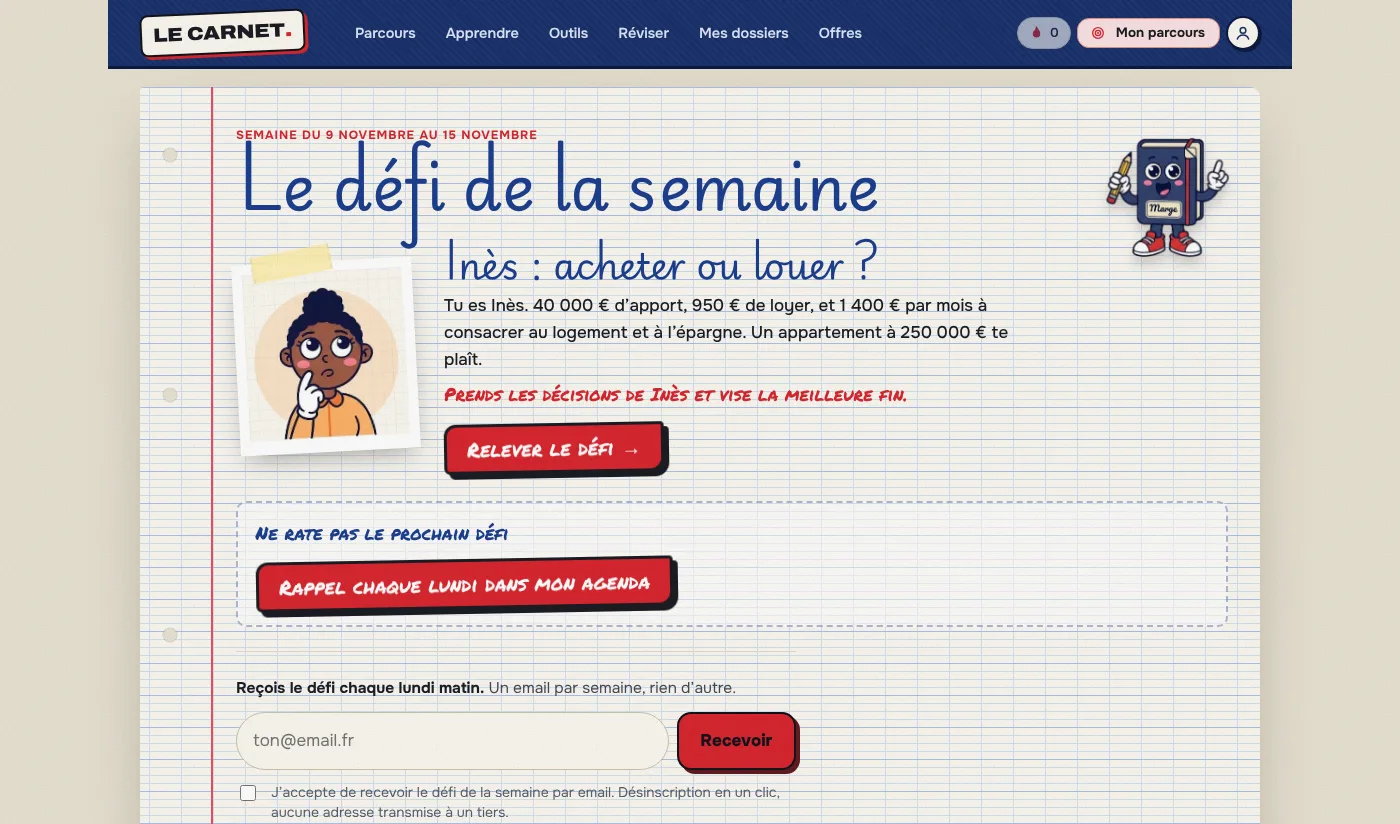 LE CARNET.
Parcours
Apprendre
Outils
Réviser
Mes dossiers
Offres
0
Mon parcours
SEMAINE DU 9 NOVEMBRE AU 15 NOVEMBRE
Le défi de la semaine
Marge
Inès : acheter ou louer ?
Tu es Inès. 40 000 € d’apport, 950 € de loyer, et 1 400 € par mois à
consacrer au logement et à l’épargne. Un appartement à 250 000 € te
plaît.
Prends les décisions de Inès et vise la meilleure fin.
Relever le défi →
Ne rate pas le prochain défi
Rappel chaque lundi dans mon agenda
Reçois le défi chaque lundi matin. Un email par semaine, rien d’autre.
ton@email.fr
Recevoir
J’accepte de recevoir le défi de la semaine par email. Désinscription en un clic,
aucune adresse transmise à un tiers.